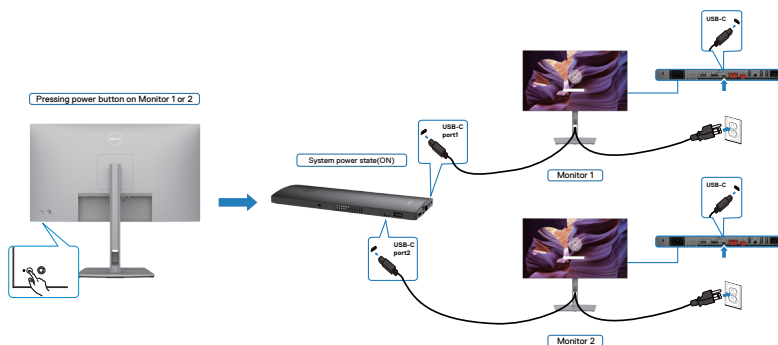 Pressing power button on Monitor 1 or 2
DELL
System power state(ON)
USB-C
port1
USB-C
port2
USB-C
Monitor 1
USB-C
Monitor 2